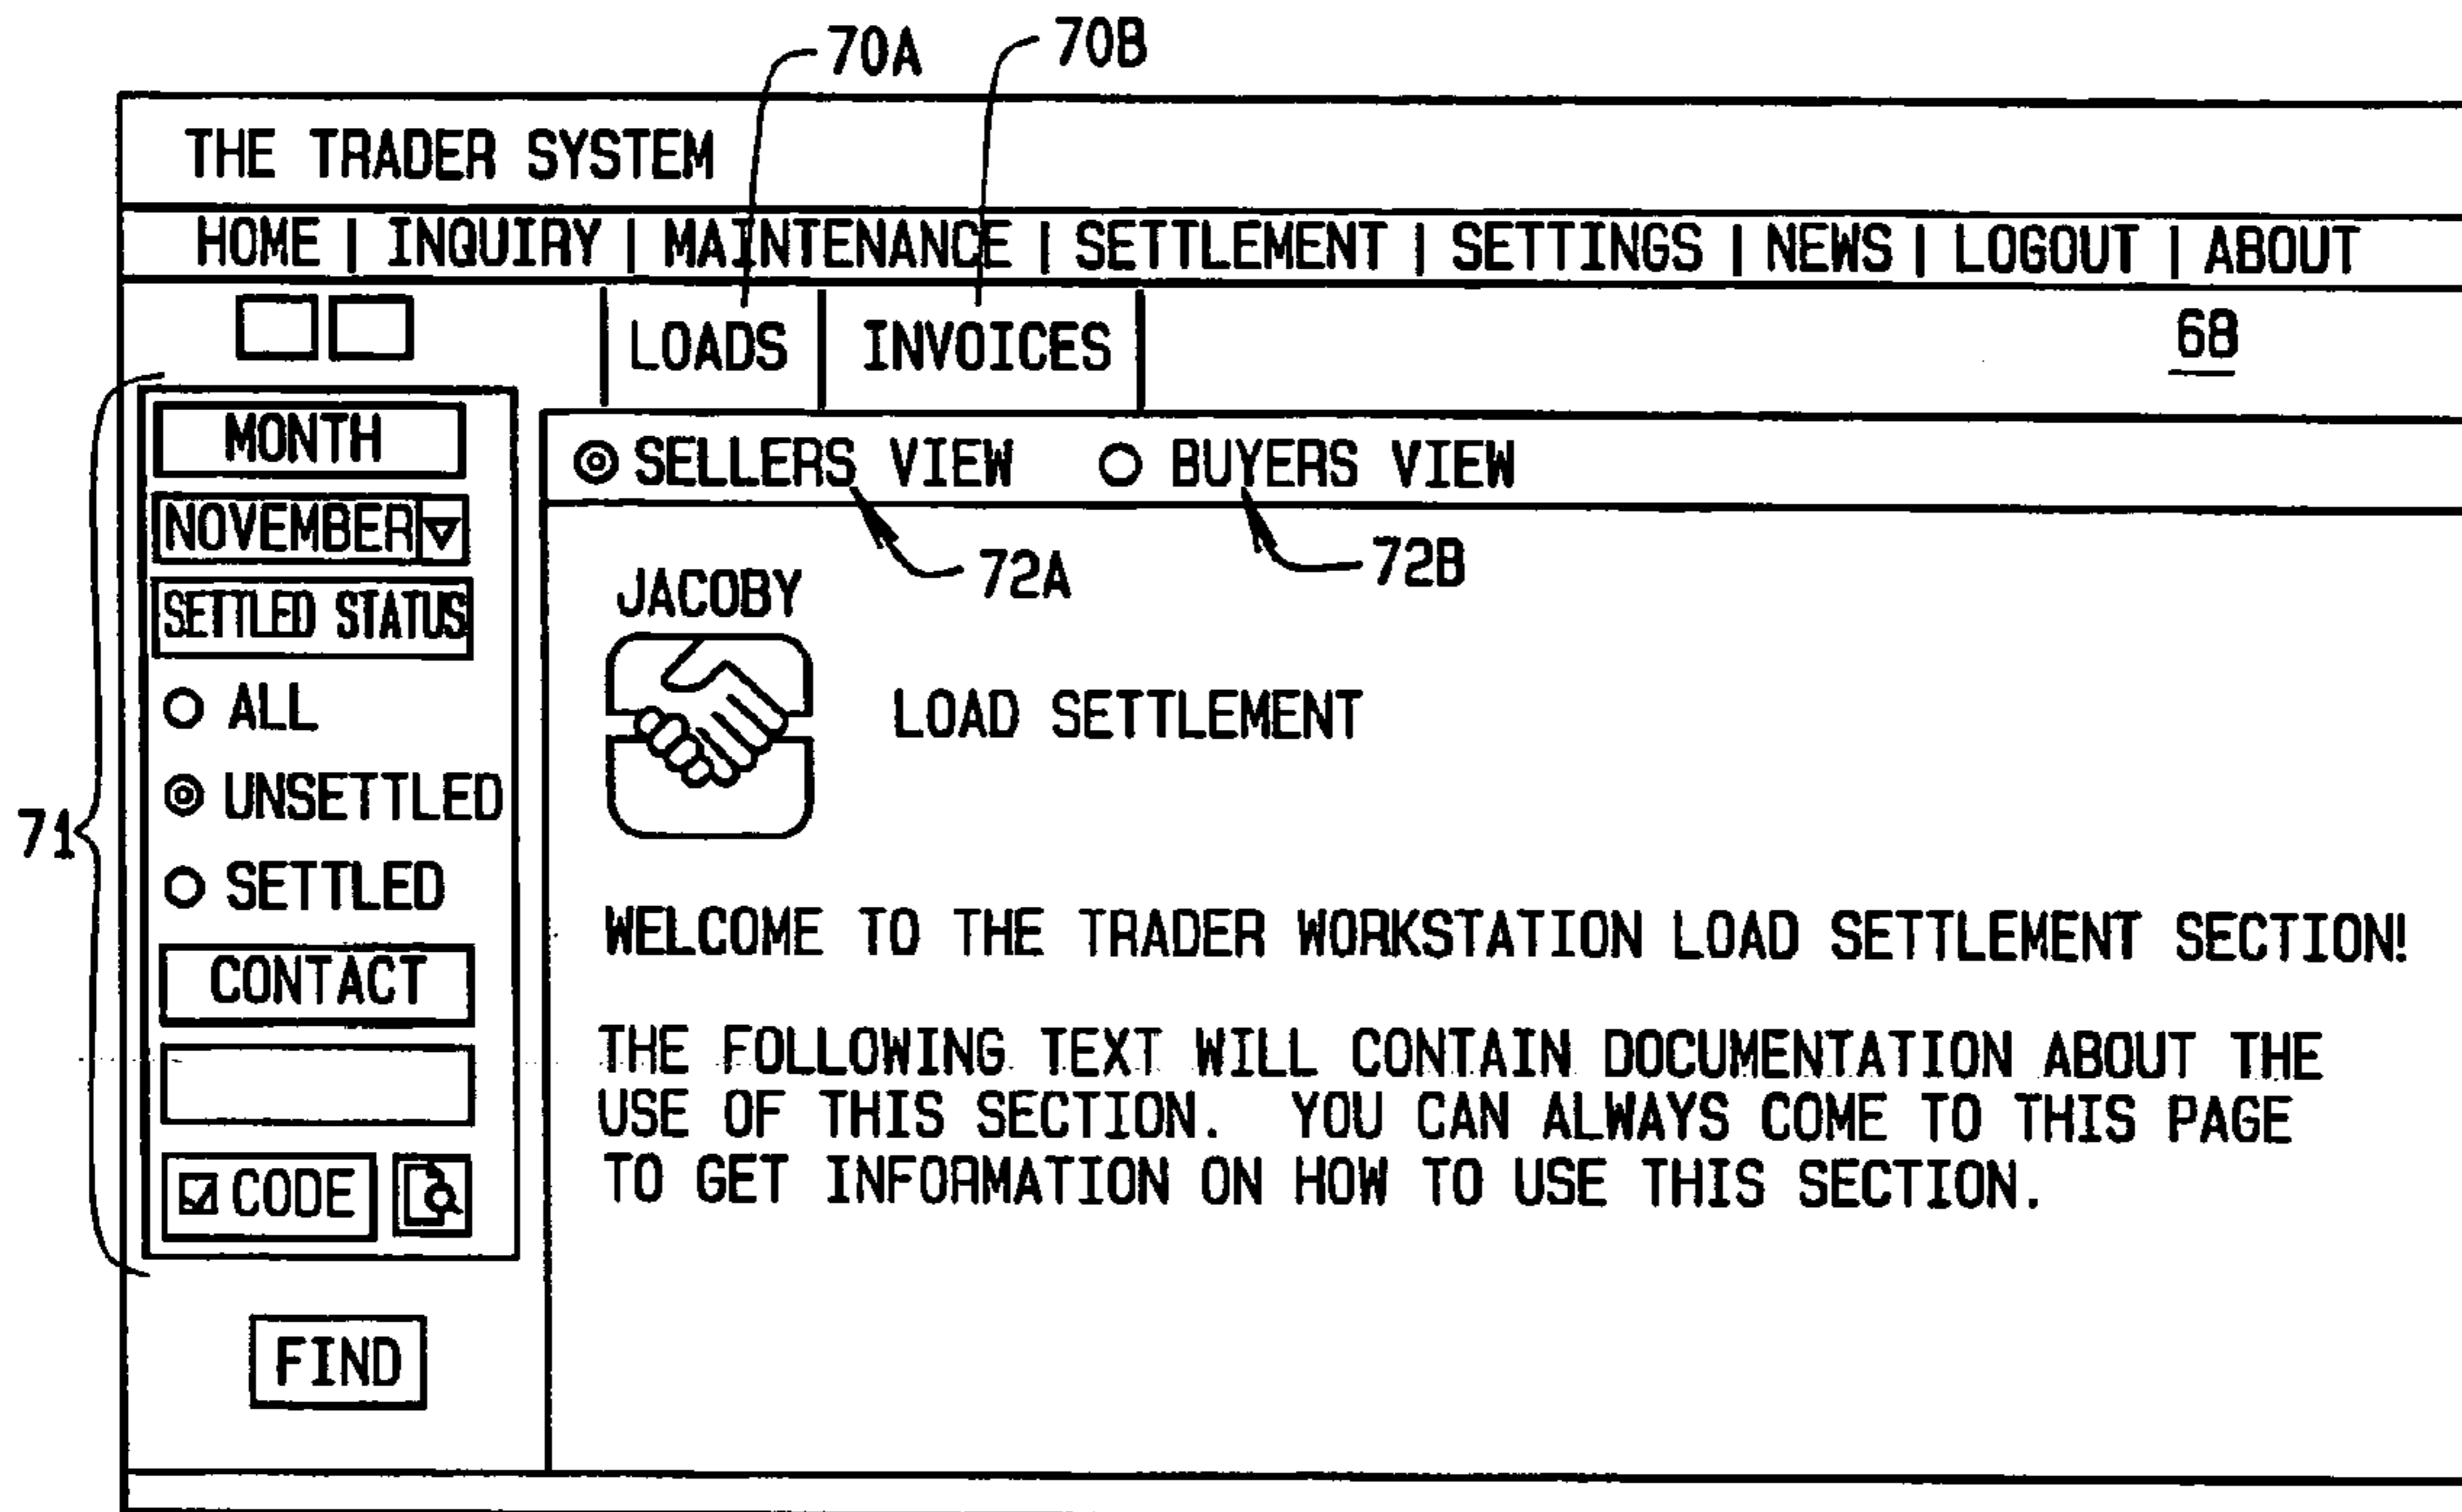 70A 70B
THE TRADER SYSTEM
HOME | INQUIRY | MAINTENANCE | SETTLEMENT | SETTINGS | NEWS | LOGOUT | ABOUT
LOADS INVOICES 68
MONTH
NOVEMBER
SETTLED STATUS
ALL
UNSETTLED
SETTLED
CONTACT
CODE
FIND
71
SELLERS VIEW BUYERS VIEW
72A 72B
JACOBY
LOAD SETTLEMENT
WELCOME TO THE TRADER WORKSTATION LOAD SETTLEMENT SECTION!
THE FOLLOWING TEXT WILL CONTAIN DOCUMENTATION ABOUT THE
USE OF THIS SECTION. YOU CAN ALWAYS COME TO THIS PAGE
TO GET INFORMATION ON HOW TO USE THIS SECTION.